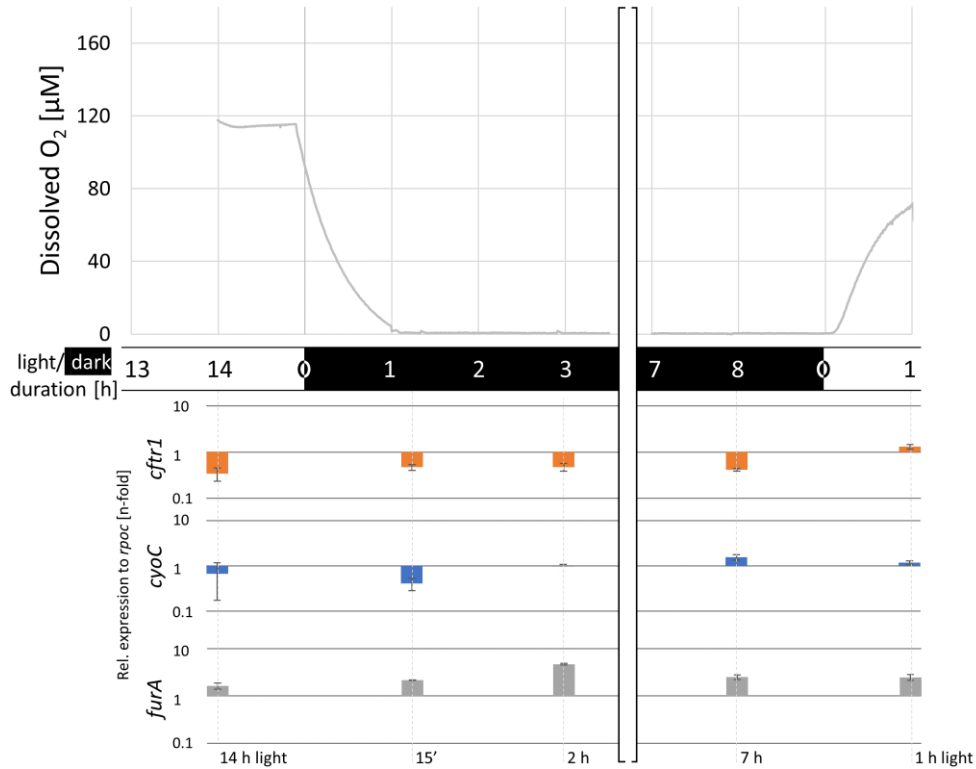 160
120
80
40
0
Dissolved O₂ [µM]
light/ dark
duration [h]
13 14 0 1 2 3 7 8 0 1
Rel. expression to rpoc [n-fold]
cftr1
10
1
0.1
cyoC
10
1
0.1
furA
10
1
0.1
14 h light 15′ 2 h 7 h 1 h light